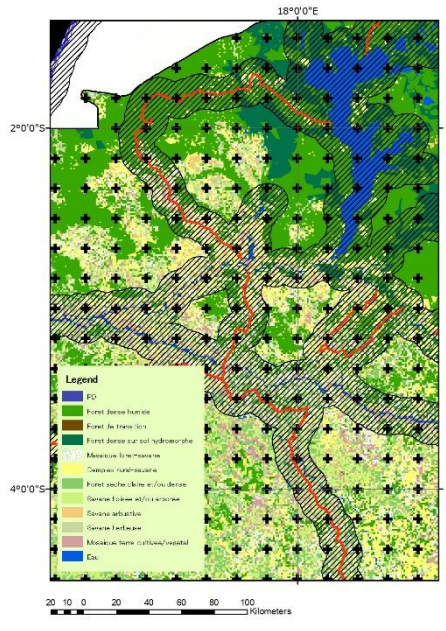 18°0'0"E
2°0'0"S
Legend
PD
Foret dense humide
Foret de transition
Foret dense sur sol hydromorphe
Mosaique foret-savane
Complex rural-savane
Foret seche claire et/ou dense
Savane boisee et/ou arboree
Savane arbustive
Savane herbeuse
Mosaique terre cultivee/vegetal
Eau
4°0'0"S
20 10 0 20 40 60 80 100
Kilometers